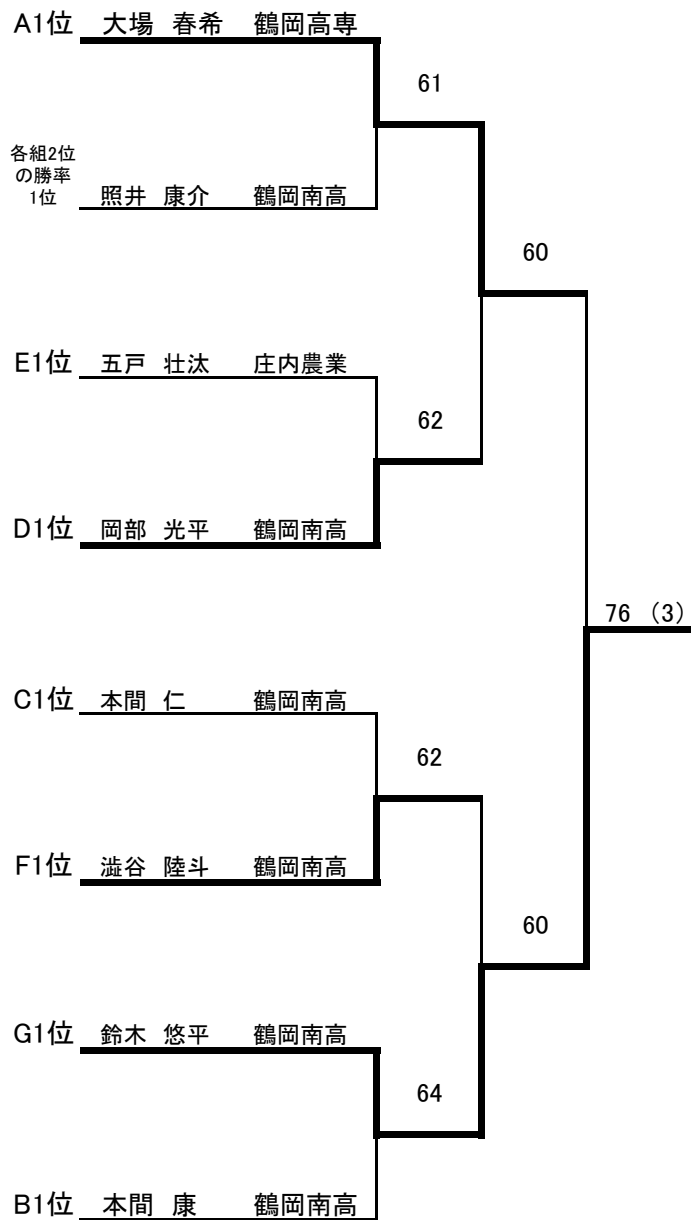 A1位 大場 春希 鶴岡高専
61
各組2位
の勝率
1位
照井 康介 鶴岡南高
60
E1位 五戸 壮汰 庄内農業
62
D1位 岡部 光平 鶴岡南高
76 (3)
C1位 本間 仁 鶴岡南高
62
F1位 澁谷 陸斗 鶴岡南高
60
G1位 鈴木 悠平 鶴岡南高
64
B1位 本間 康 鶴岡南高